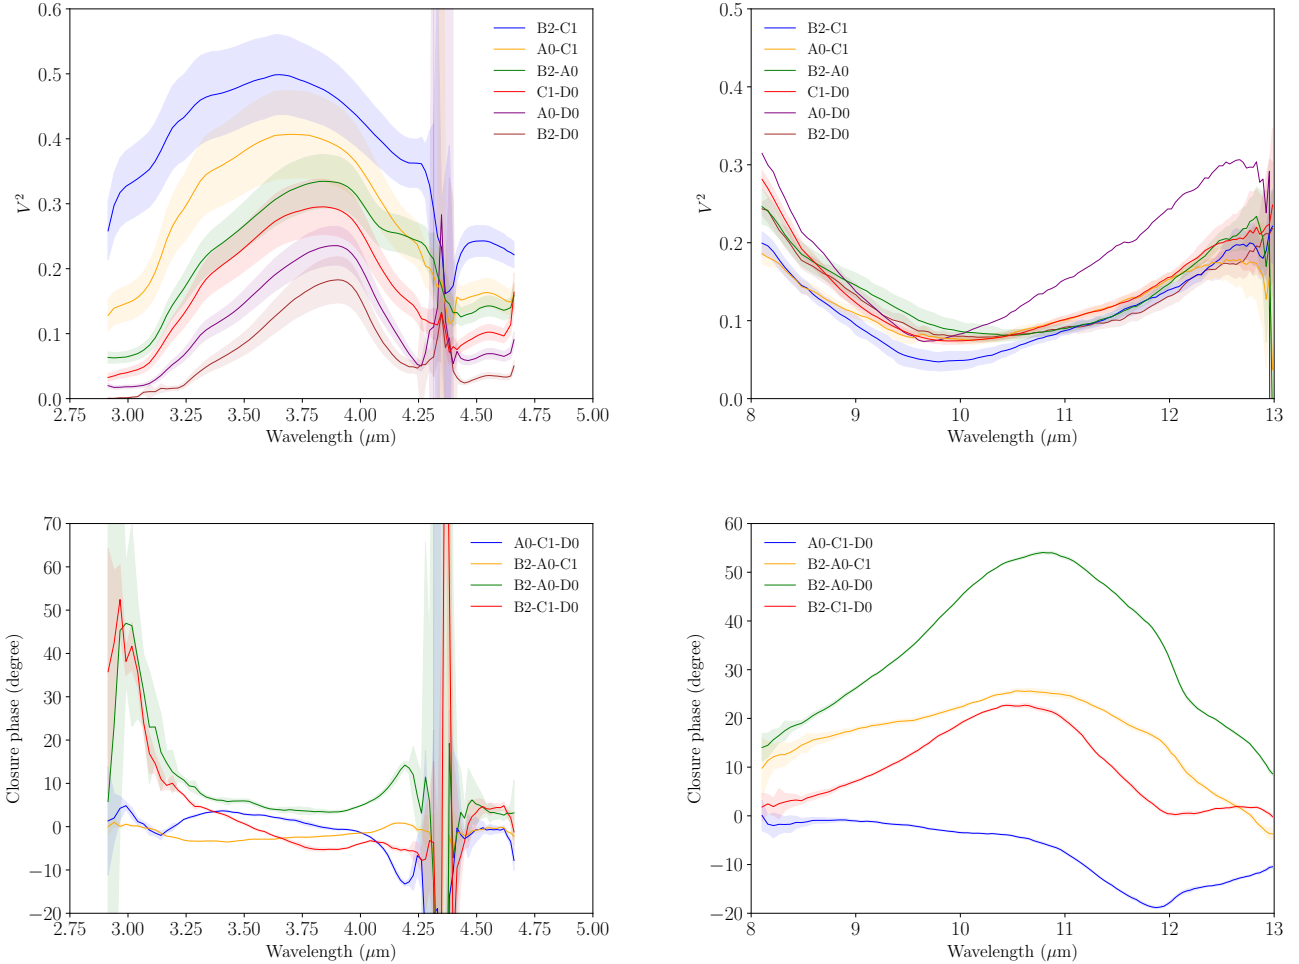 0.6
0.5
0.4
0.3
0.2
0.1
0.0
V²
B2-C1
A0-C1
B2-A0
C1-D0
A0-D0
B2-D0
2.75 3.00 3.25 3.50 3.75 4.00 4.25 4.50 4.75 5.00
Wavelength (μm)
0.5
0.4
0.3
0.2
0.1
0.0
V²
B2-C1
A0-C1
B2-A0
C1-D0
A0-D0
B2-D0
8 9 10 11 12 13
Wavelength (μm)
70
60
50
40
30
20
10
0
−10
−20
Closure phase (degree)
A0-C1-D0
B2-A0-C1
B2-A0-D0
B2-C1-D0
2.75 3.00 3.25 3.50 3.75 4.00 4.25 4.50 4.75 5.00
Wavelength (μm)
60
50
40
30
20
10
0
−10
−20
Closure phase (degree)
A0-C1-D0
B2-A0-C1
B2-A0-D0
B2-C1-D0
8 9 10 11 12 13
Wavelength (μm)